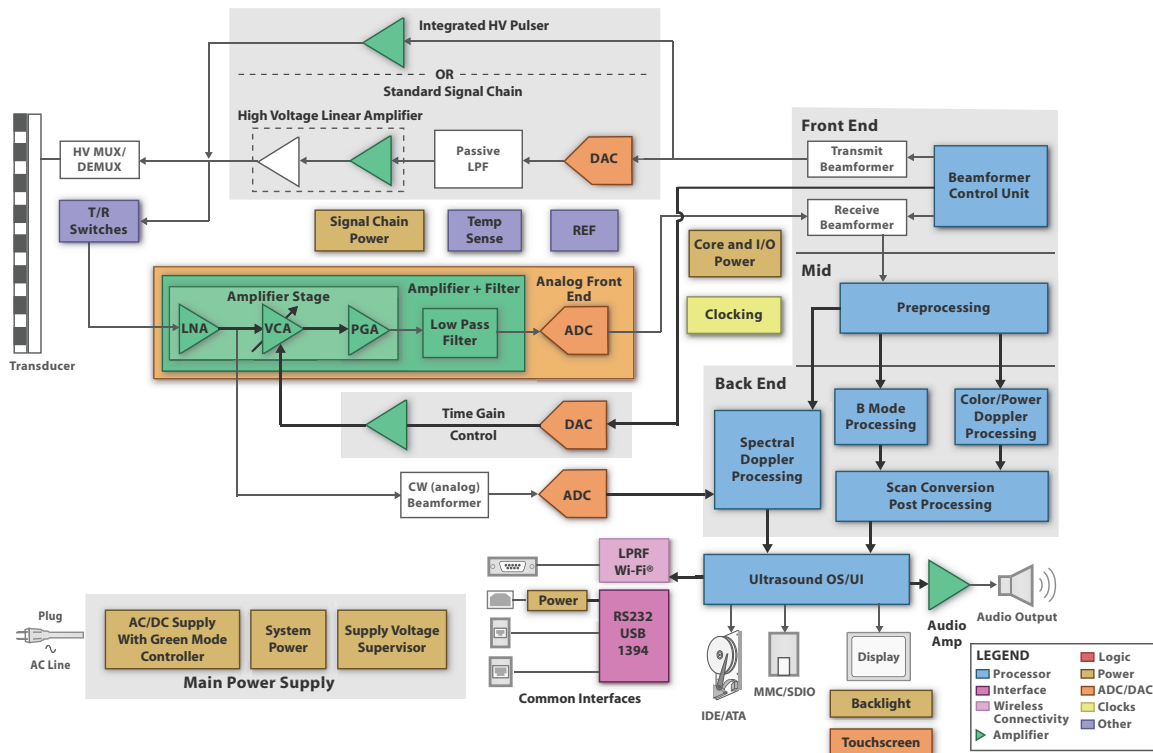 Integrated HV Pulser
OR
Standard Signal Chain
High Voltage Linear Amplifier
Passive
LPF
DAC
HV MUX/
DEMUX
T/R
Switches
Transducer
Signal Chain
Power
Temp
Sense
REF
Front End
Transmit
Beamformer
Receive
Beamformer
Beamformer
Control Unit
Core and I/O
Power
Clocking
Mid
Preprocessing
Amplifier Stage
Amplifier + Filter
Analog Front
End
LNA
VCA
PGA
Low Pass
Filter
ADC
Time Gain
Control
DAC
CW (analog)
Beamformer
ADC
Back End
Spectral
Doppler
Processing
B Mode
Processing
Color/Power
Doppler
Processing
Scan Conversion
Post Processing
LPRF
Wi-Fi®
Power
RS232
USB
1394
Common Interfaces
Ultrasound OS/UI
Audio
Amp
Audio Output
IDE/ATA
MMC/SDIO
Display
Backlight
Touchscreen
Plug
AC Line
AC/DC Supply
With Green Mode
Controller
System
Power
Supply Voltage
Supervisor
Main Power Supply
LEGEND
Processor
Interface
Wireless
Connectivity
Amplifier
Logic
Power
ADC/DAC
Clocks
Other